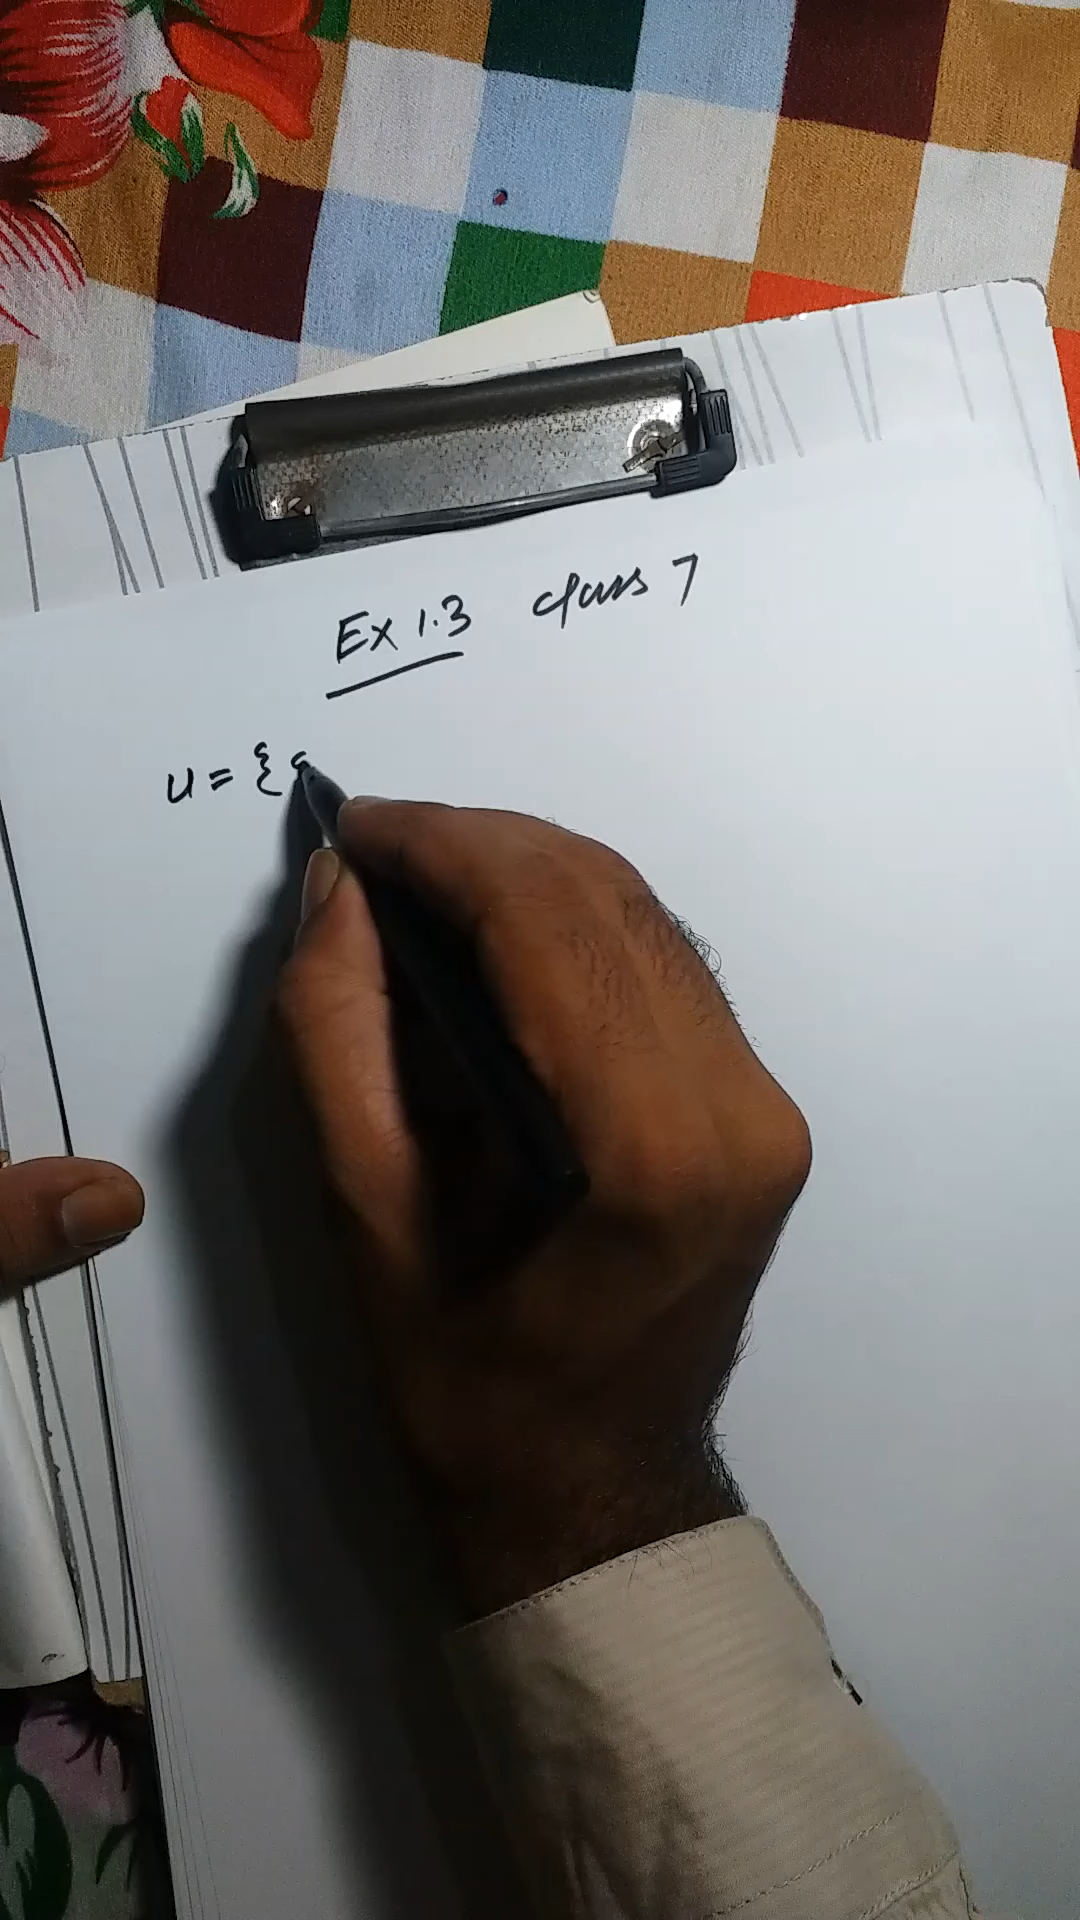 Ex 1.3 class 7
U = {